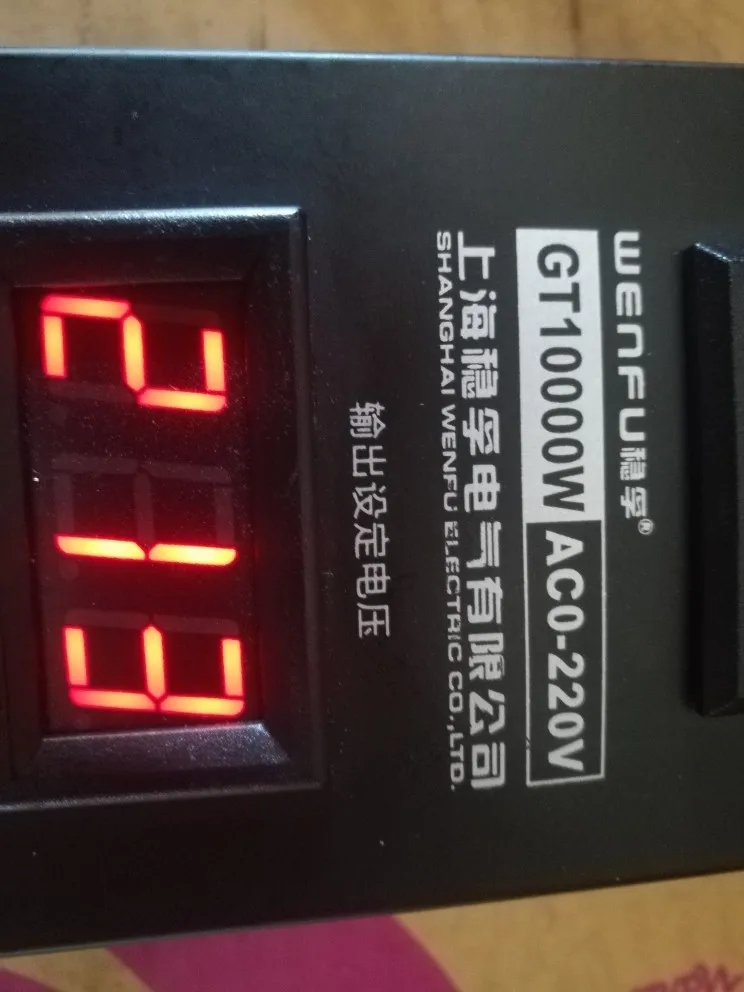 WENFU稳孚®
GT10000W AC0-220V
上海稳孚电气有限公司
SHANGHAI WENFU ELECTRIC CO.,LTD.
输出设定电压
213